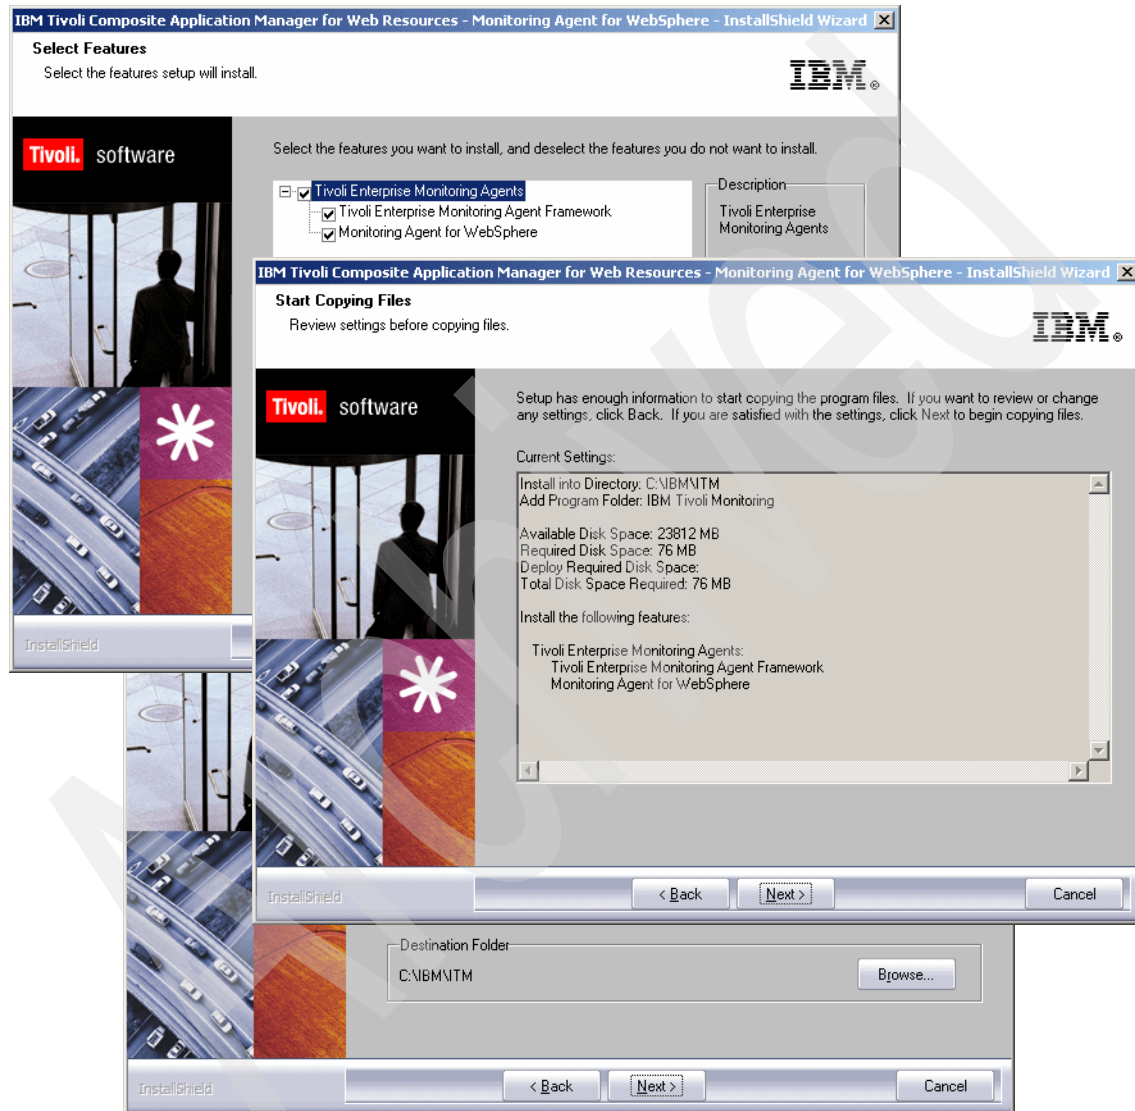 IBM Tivoli Composite Application Manager for Web Resources - Monitoring Agent for WebSphere - InstallShield Wizard
Select Features
Select the features setup will install.
IBM®
Tivoli. software
Select the features you want to install, and deselect the features you do not want to install.
Tivoli Enterprise Monitoring Agents
Tivoli Enterprise Monitoring Agent Framework
Monitoring Agent for WebSphere
Description
Tivoli Enterprise
Monitoring Agents
InstallShield
IBM Tivoli Composite Application Manager for Web Resources - Monitoring Agent for WebSphere - InstallShield Wizard
Start Copying Files
Review settings before copying files.
IBM®
Tivoli. software
Setup has enough information to start copying the program files. If you want to review or change
any settings, click Back. If you are satisfied with the settings, click Next to begin copying files.
Current Settings:
Install into Directory: C:\IBM\ITM
Add Program Folder: IBM Tivoli Monitoring
Available Disk Space: 23812 MB
Required Disk Space: 76 MB
Deploy Required Disk Space:
Total Disk Space Required: 76 MB
Install the following features:
Tivoli Enterprise Monitoring Agents:
Tivoli Enterprise Monitoring Agent Framework
Monitoring Agent for WebSphere
InstallShield
< Back
Next >
Cancel
Destination Folder
C:\IBM\ITM
Browse...
InstallShield
< Back
Next >
Cancel
Archived